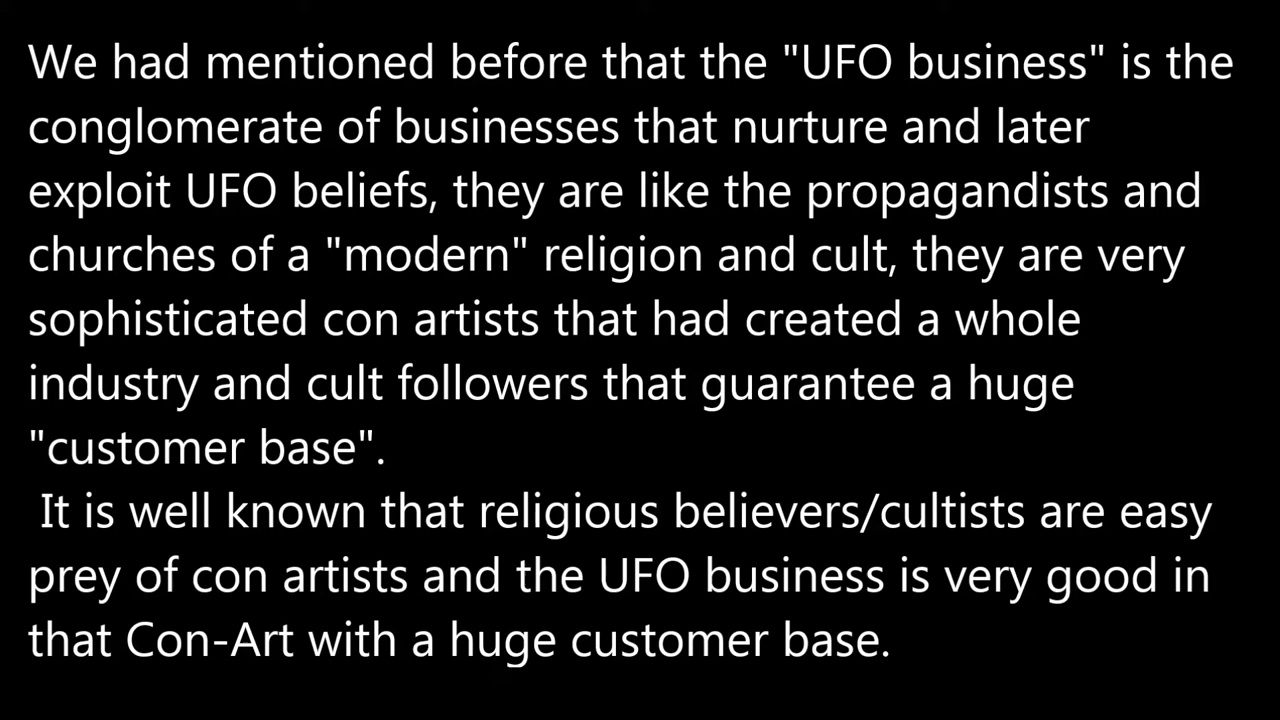 We had mentioned before that the "UFO business" is the
conglomerate of businesses that nurture and later
exploit UFO beliefs, they are like the propagandists and
churches of a "modern" religion and cult, they are very
sophisticated con artists that had created a whole
industry and cult followers that guarantee a huge
"customer base".
It is well known that religious believers/cultists are easy
prey of con artists and the UFO business is very good in
that Con-Art with a huge customer base.